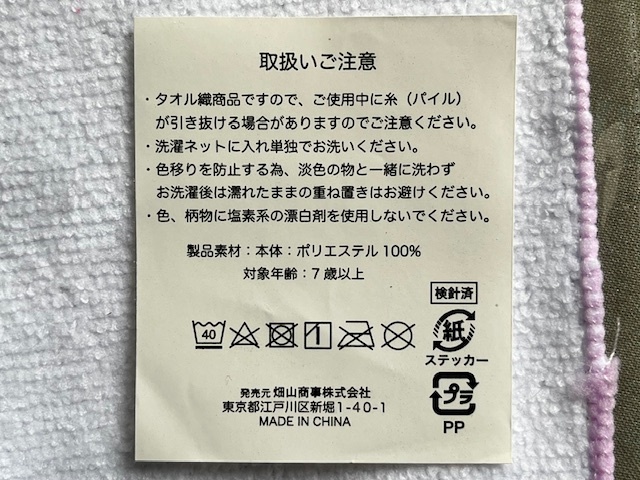 取扱いご注意
・タオル織商品ですので、ご使用中に糸（パイル）
が引き抜ける場合がありますのでご注意ください。
・洗濯ネットに入れ単独でお洗いください。
・色移りを防止する為、淡色の物と一緒に洗わず
お洗濯後は濡れたままの重ね置きはお避けください。
・色、柄物に塩素系の漂白剤を使用しないでください。
製品素材：本体：ポリエステル100%
対象年齢：7歳以上
検針済
40
紙
ステッカー
プラ
PP
発売元 畑山商事株式会社
東京都江戸川区新堀1-40-1
MADE IN CHINA